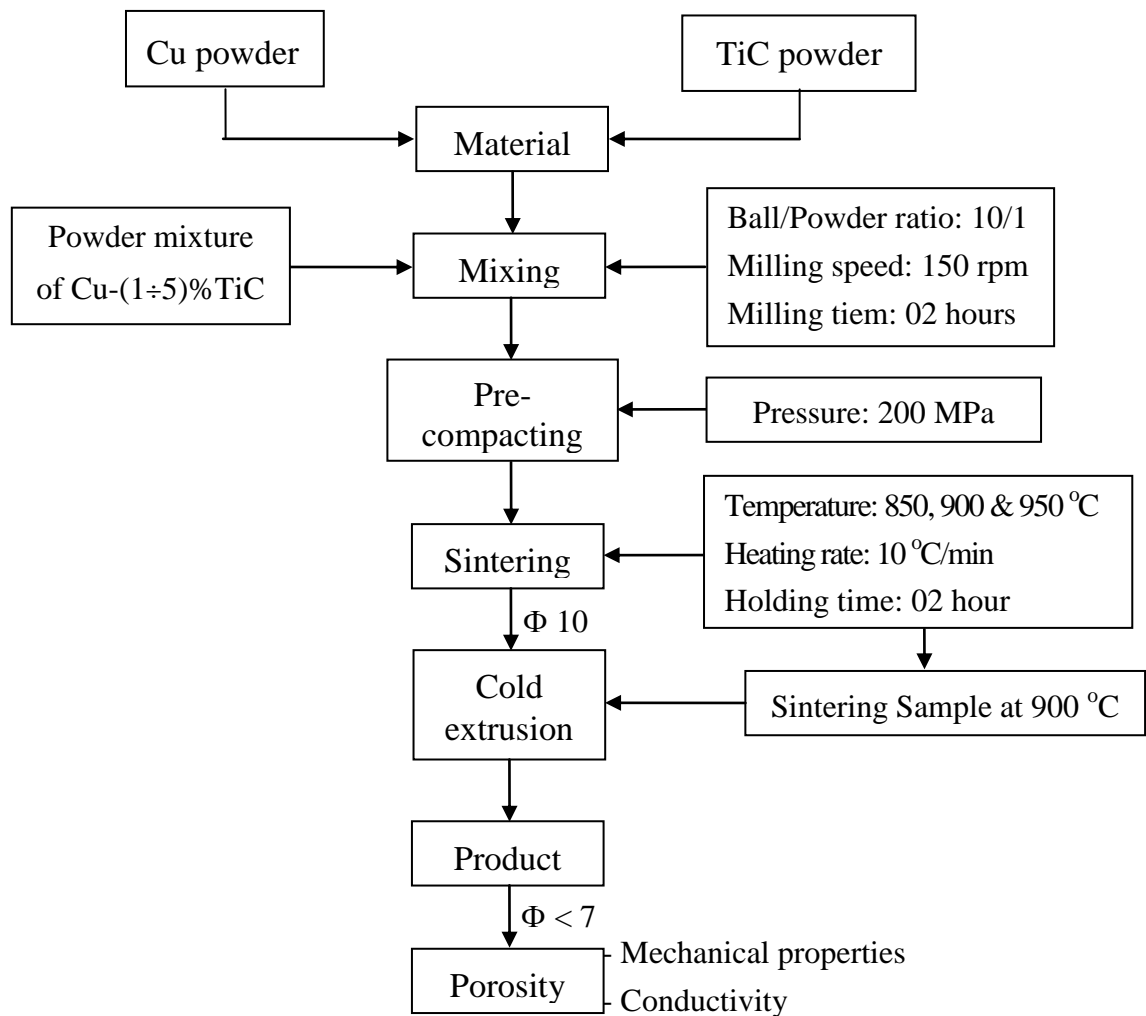 Cu powder
TiC powder
Material
Powder mixture
of Cu-(1÷5)%TiC
Mixing
Ball/Powder ratio: 10/1
Milling speed: 150 rpm
Milling tiem: 02 hours
Pre-
compacting
Pressure: 200 MPa
Sintering
Temperature: 850, 900 & 950 °C
Heating rate: 10 °C/min
Holding time: 02 hour
Φ 10
Cold
extrusion
Sintering Sample at 900 °C
Product
Φ < 7
Porosity
- Mechanical properties
- Conductivity